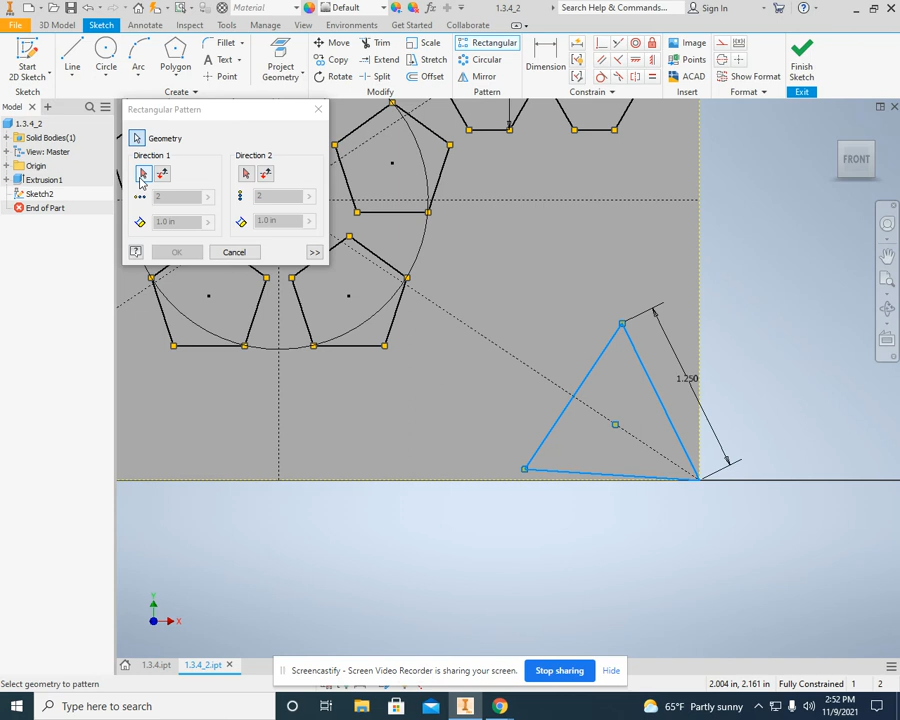 Material
Default
1.3.4_2
Search Help & Commands...
Sign In
File
3D Model
Sketch
Annotate
Inspect
Tools
Manage
View
Environments
Get Started
Collaborate
Start
2D Sketch
Line
Circle
Arc
Polygon
Fillet
Text
Point
Project
Geometry
Move
Copy
Rotate
Trim
Extend
Split
Scale
Stretch
Offset
Rectangular
Circular
Mirror
Dimension
Image
Points
ACAD
Show Format
Finish
Sketch
Sketch
Create
Modify
Pattern
Constrain
Insert
Format
Exit
Model
1.3.4_2
Solid Bodies(1)
View: Master
Origin
Extrusion1
Sketch2
End of Part
Rectangular Pattern
Geometry
Direction 1
Direction 2
2
2
1.0 in
1.0 in
OK
Cancel
>>
FRONT
1.250
Y
X
1.3.4.ipt
1.3.4_2.ipt
Screencastify - Screen Video Recorder is sharing your screen.
Stop sharing
Hide
Select geometry to pattern
2.004 in, 2.161 in
Fully Constrained
1
2
Type here to search
65°F Partly sunny
2:52 PM
11/9/2021